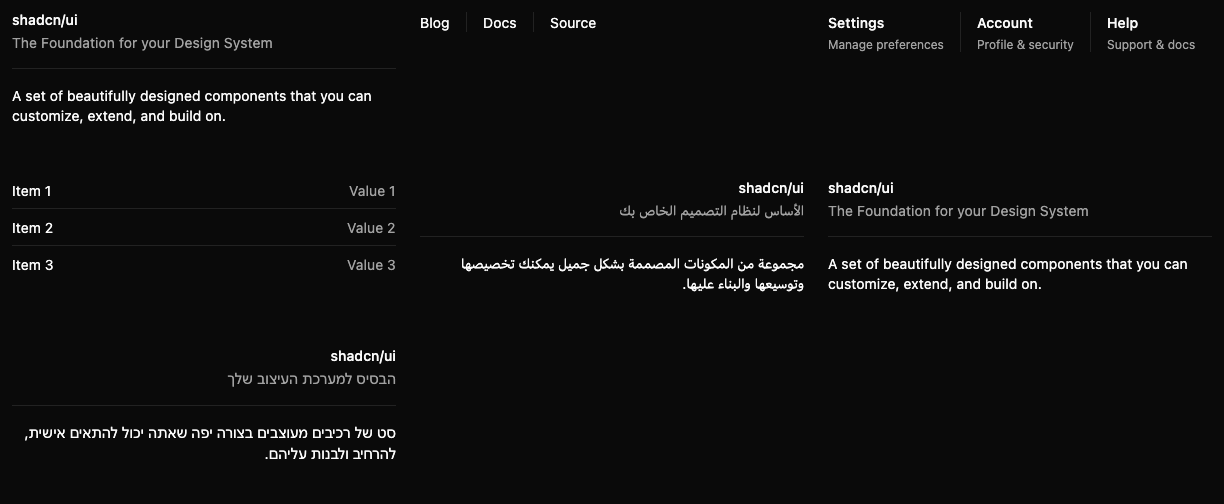 shadcn/ui
The Foundation for your Design System
A set of beautifully designed components that you can
customize, extend, and build on.
Blog
Docs
Source
Settings
Manage preferences
Account
Profile & security
Help
Support & docs
Item 1 Value 1
Item 2 Value 2
Item 3 Value 3
shadcn/ui
الأساس لنظام التصميم الخاص بك
مجموعة من المكونات المصممة بشكل جميل يمكنك تخصيصها
وتوسيعها والبناء عليها.
shadcn/ui
The Foundation for your Design System
A set of beautifully designed components that you can
customize, extend, and build on.
shadcn/ui
הבסיס למערכת העיצוב שלך
סט של רכיבים מעוצבים בצורה יפה שאתה יכול להתאים אישית,
להרחיב ולבנות עליהם.